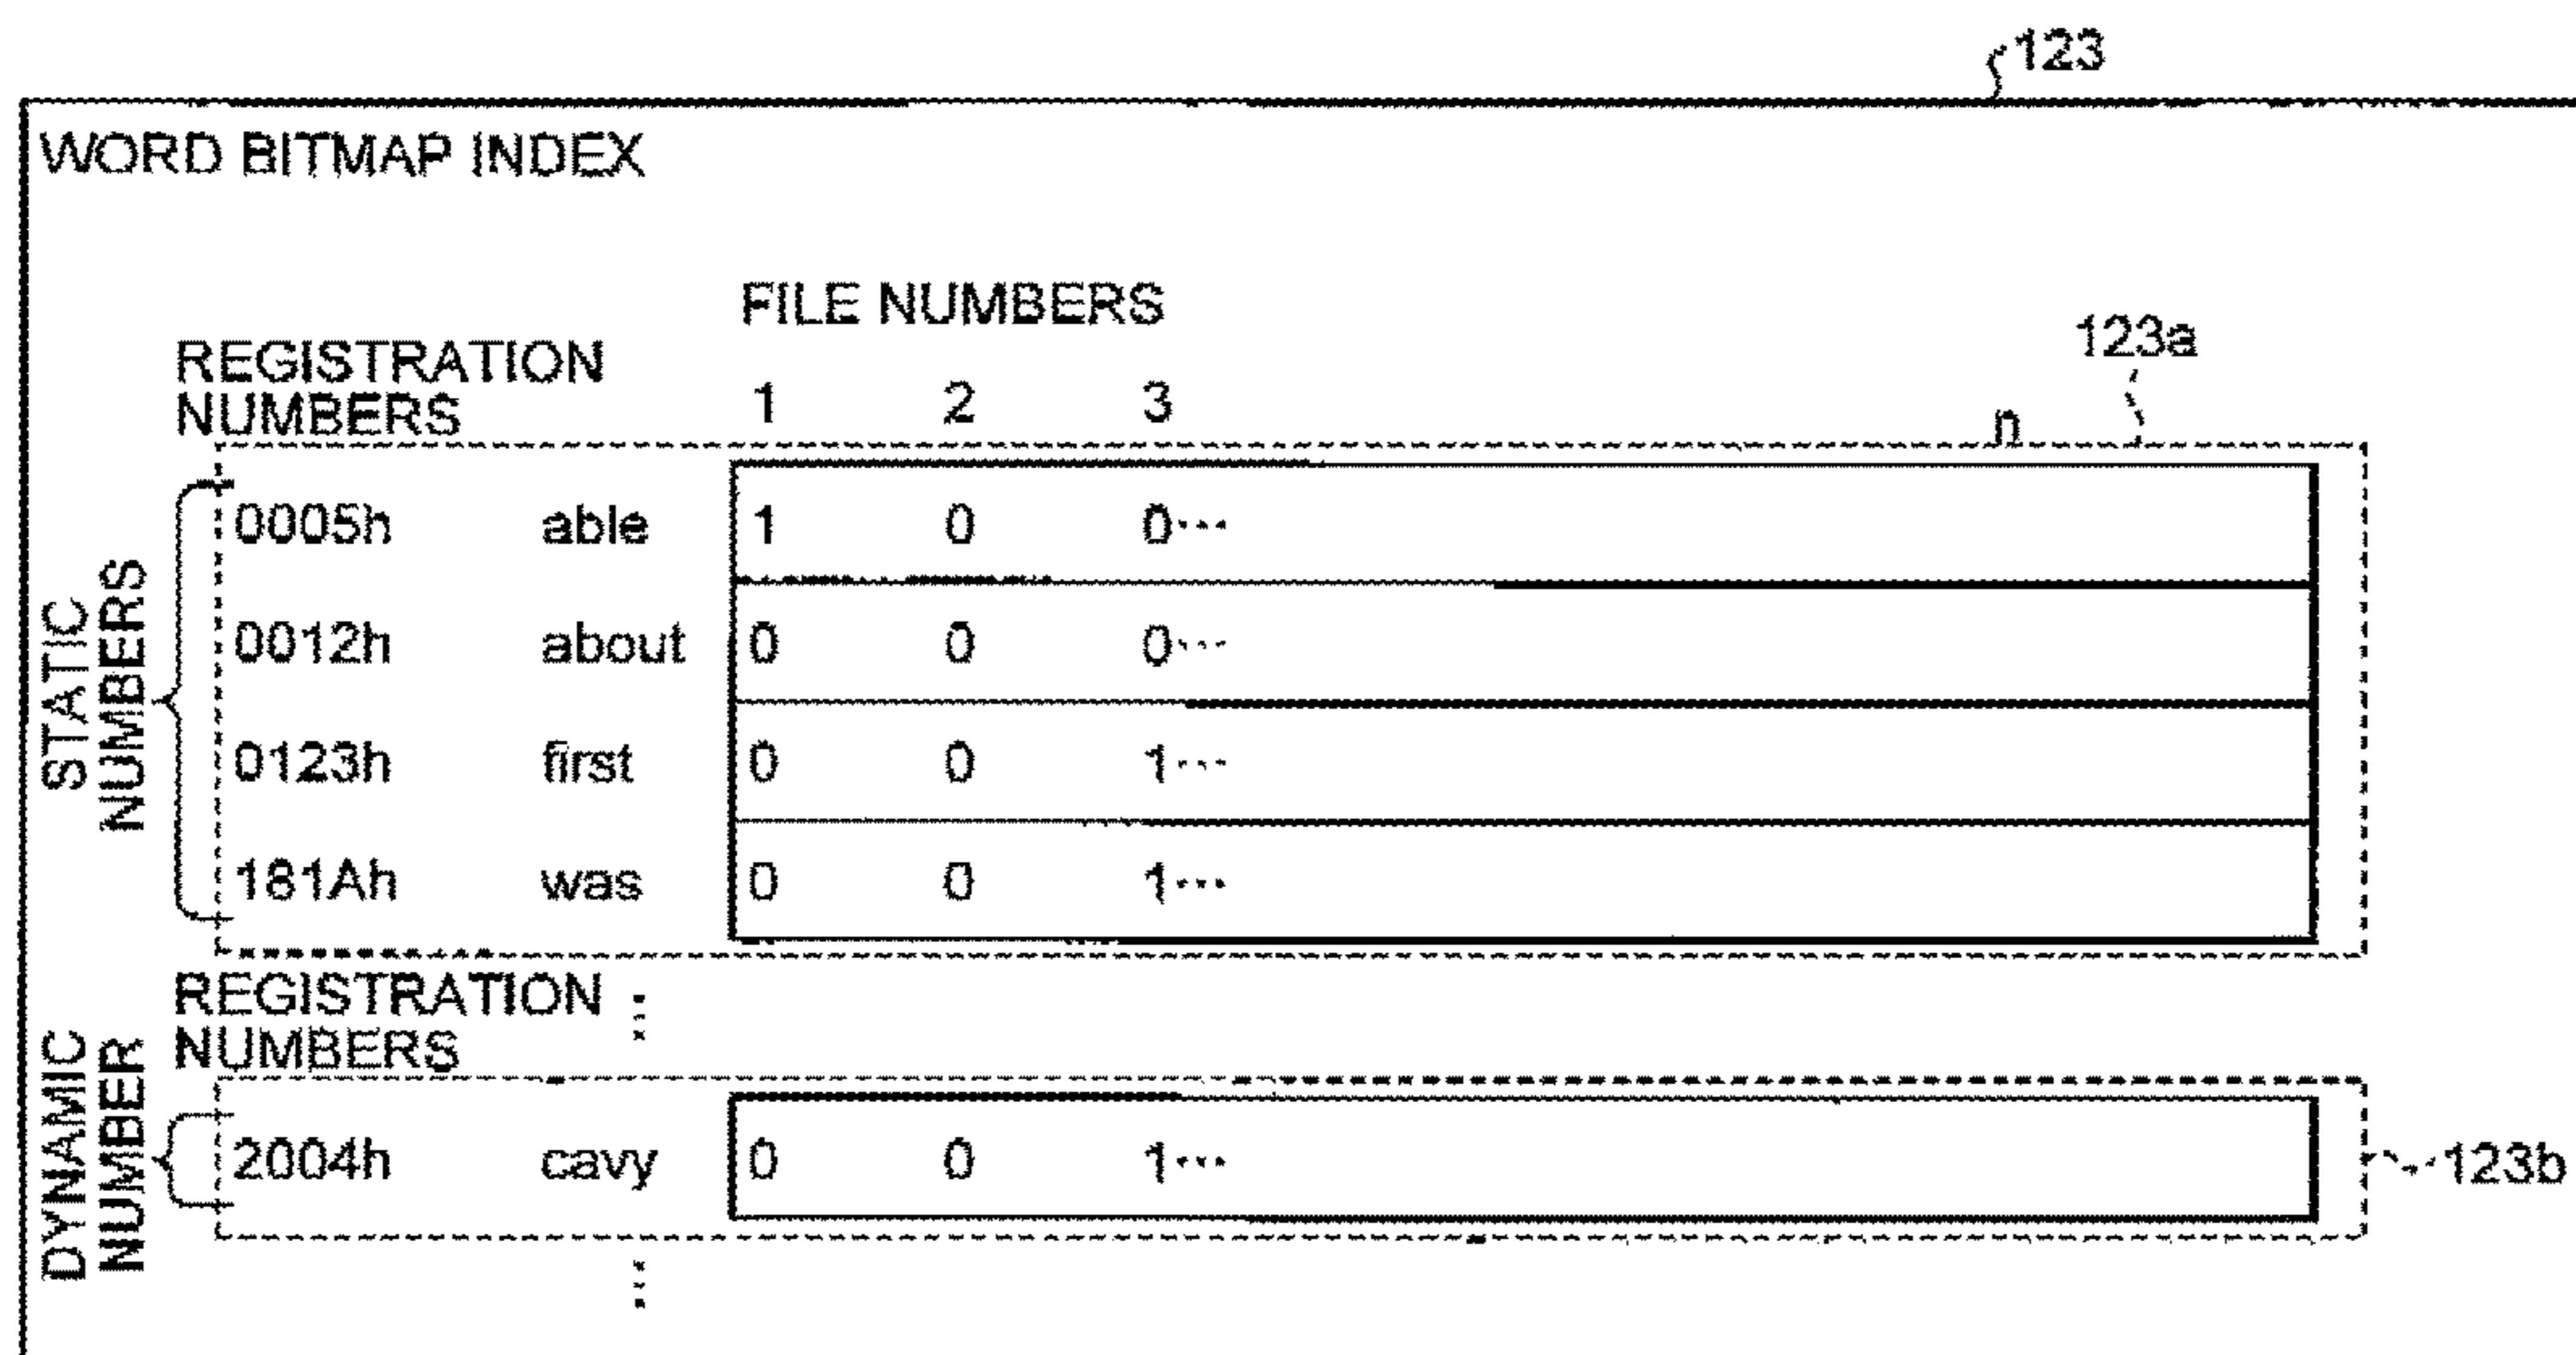 123
WORD BITMAP INDEX
FILE NUMBERS
REGISTRATION
NUMBERS
1 2 3 n
123a
STATIC
NUMBERS
0005h able 1 0 0...
0012h about 0 0 0...
0123h first 0 0 1...
181Ah was 0 0 1...
REGISTRATION
NUMBERS
DYNAMIC
NUMBER
2004h cavy 0 0 1...
123b